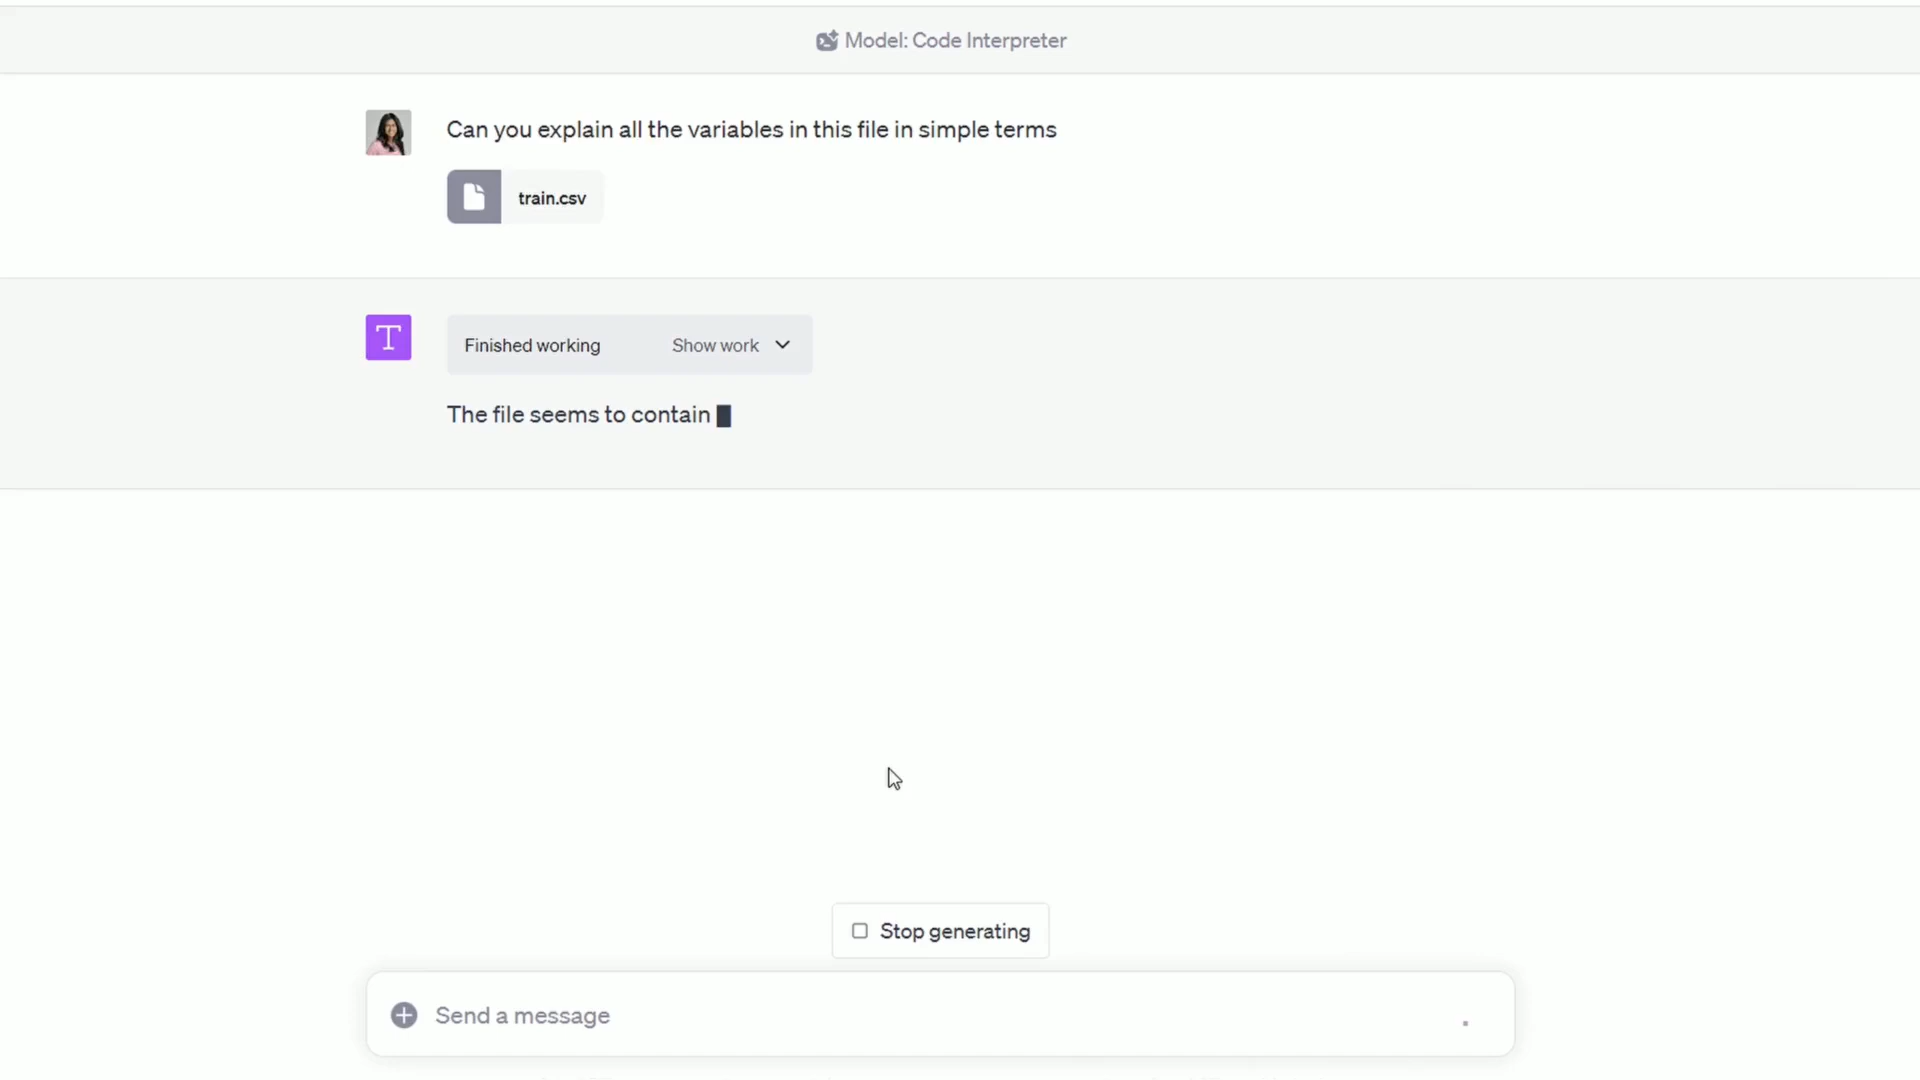 Model: Code Interpreter
Can you explain all the variables in this file in simple terms
train.csv
T
Finished working Show work
The file seems to contain
Stop generating
Send a message